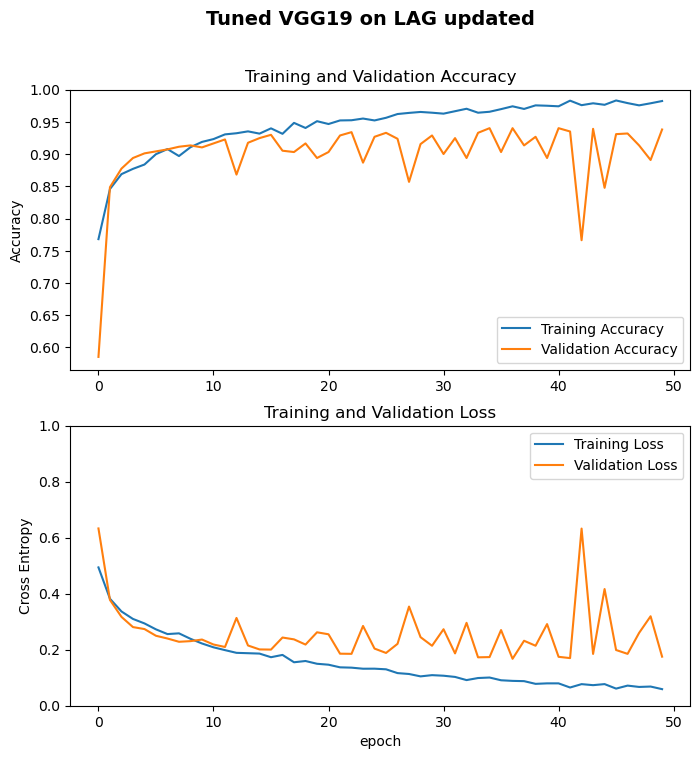 Tuned VGG19 on LAG updated
Training and Validation Accuracy
1.00
0.95
0.90
0.85
0.80
0.75
0.70
0.65
0.60
Accuracy
Training Accuracy
Validation Accuracy
0 10 20 30 40 50
Training and Validation Loss
1.0
0.8
0.6
0.4
0.2
0.0
Cross Entropy
Training Loss
Validation Loss
0 10 20 30 40 50
epoch